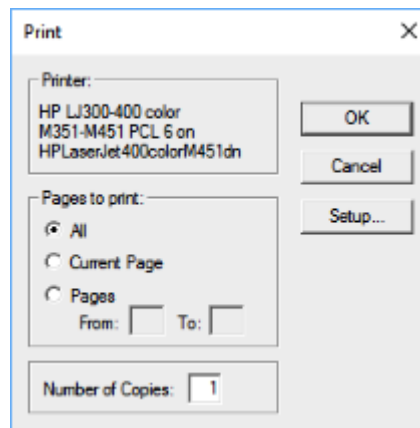 Print
Printer:
HP LJ300-400 color
M351-M451 PCL 6 on
HPLaserJet400colorM451dn
OK
Cancel
Setup...
Pages to print:
All
Current Page
Pages
From: To:
Number of Copies: 1